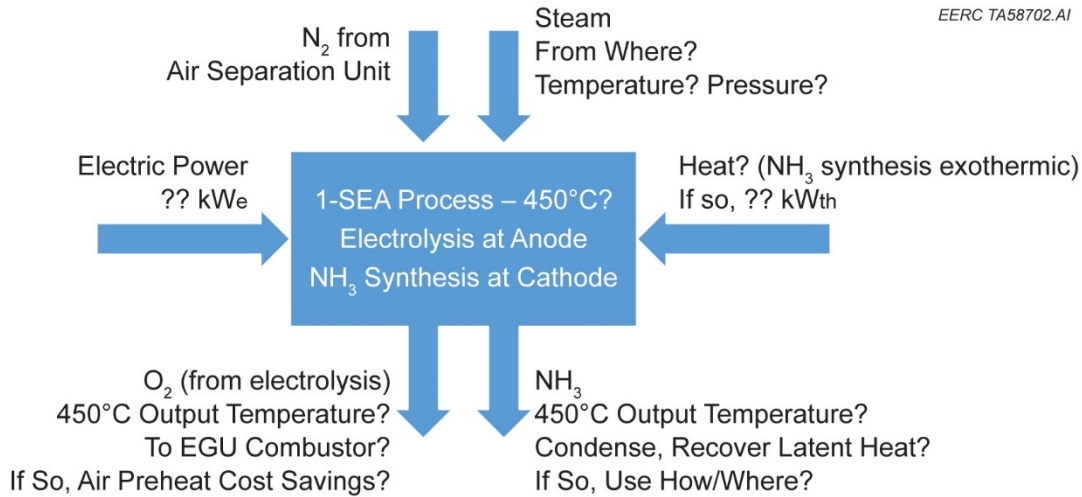 EERC TA58702.AI
N₂ from
Air Separation Unit
Steam
From Where?
Temperature? Pressure?
Electric Power
?? kWe
1-SEA Process – 450°C?
Electrolysis at Anode
NH₃ Synthesis at Cathode
Heat? (NH₃ synthesis exothermic)
If so, ?? kWth
O₂ (from electrolysis)
450°C Output Temperature?
To EGU Combustor?
If So, Air Preheat Cost Savings?
NH₃
450°C Output Temperature?
Condense, Recover Latent Heat?
If So, Use How/Where?